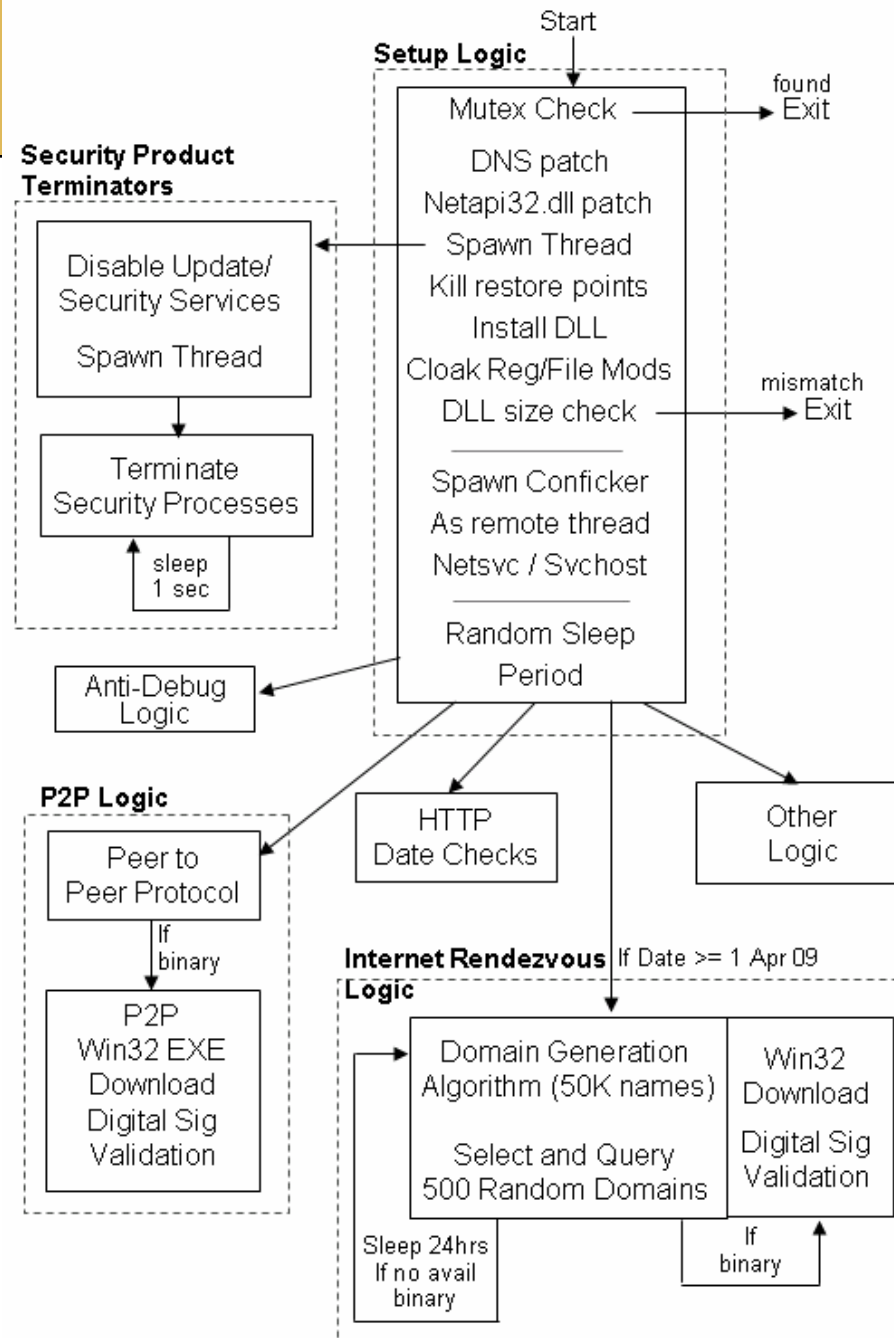 Start
Setup Logic
Mutex Check
found
Exit
DNS patch
Netapi32.dll patch
Spawn Thread
Kill restore points
Install DLL
Cloak Reg/File Mods
DLL size check
mismatch
Exit
Spawn Conficker
As remote thread
Netsvc / Svchost
Random Sleep
Period
Security Product
Terminators
Disable Update/
Security Services
Spawn Thread
Terminate
Security Processes
sleep
1 sec
Anti-Debug
Logic
P2P Logic
Peer to
Peer Protocol
If
binary
P2P
Win32 EXE
Download
Digital Sig
Validation
HTTP
Date Checks
Other
Logic
Internet Rendezvous
Logic
If Date >= 1 Apr 09
Domain Generation
Algorithm (50K names)
Select and Query
500 Random Domains
Sleep 24hrs
If no avail
binary
If
binary
Win32
Download
Digital Sig
Validation